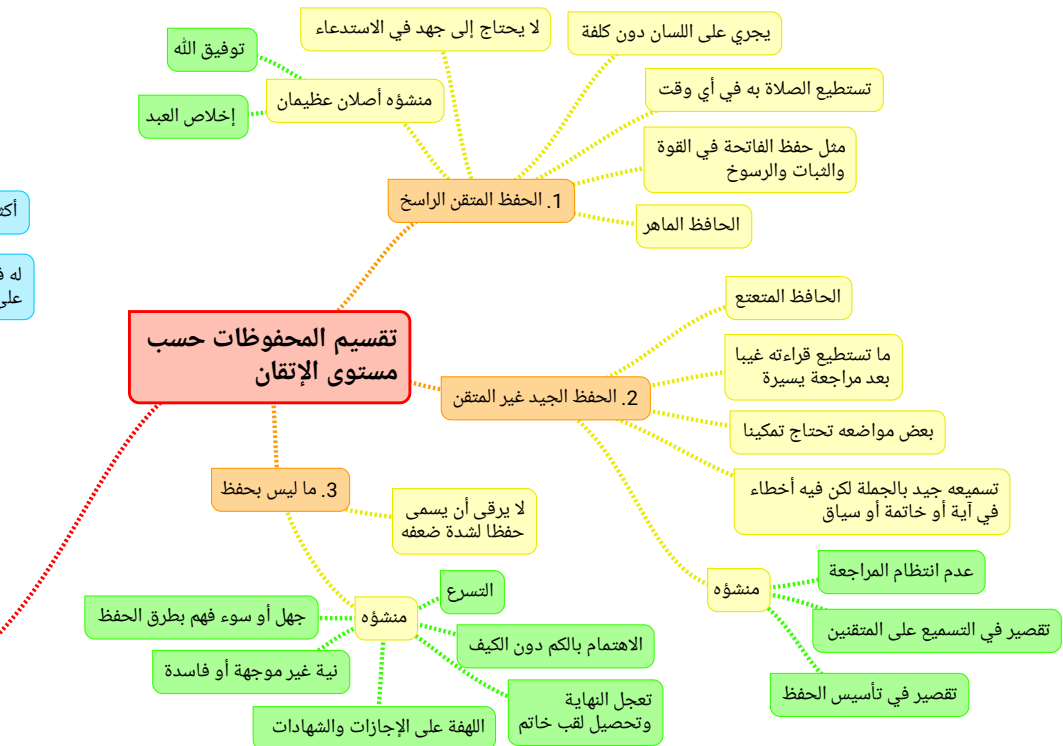 تقسيم المحفوظات حسب
مستوى الإتقان
1. الحفظ المتقن الراسخ
يجري على اللسان دون كلفة
لا يحتاج إلى جهد في الاستدعاء
تستطيع الصلاة به في أي وقت
مثل حفظ الفاتحة في القوة
والثبات والرسوخ
الحافظ الماهر
منشؤه أصلان عظيمان
توفيق الله
إخلاص العبد
2. الحفظ الجيد غير المتقن
الحافظ المتعتع
ما تستطيع قراءته غيبا
بعد مراجعة يسيرة
بعض مواضعه تحتاج تمكينا
تسميعه جيد بالجملة لكن فيه أخطاء
في آية أو خاتمة أو سياق
منشؤه
عدم انتظام المراجعة
تقصير في التسميع على المتقنين
تقصير في تأسيس الحفظ
3. ما ليس بحفظ
لا يرقى أن يسمى
حفظا لشدة ضعفه
منشؤه
التسرع
الاهتمام بالكم دون الكيف
تعجل النهاية
وتحصيل لقب خاتم
جهل أو سوء فهم بطرق الحفظ
نية غير موجهة أو فاسدة
اللهفة على الإجازات والشهادات
له